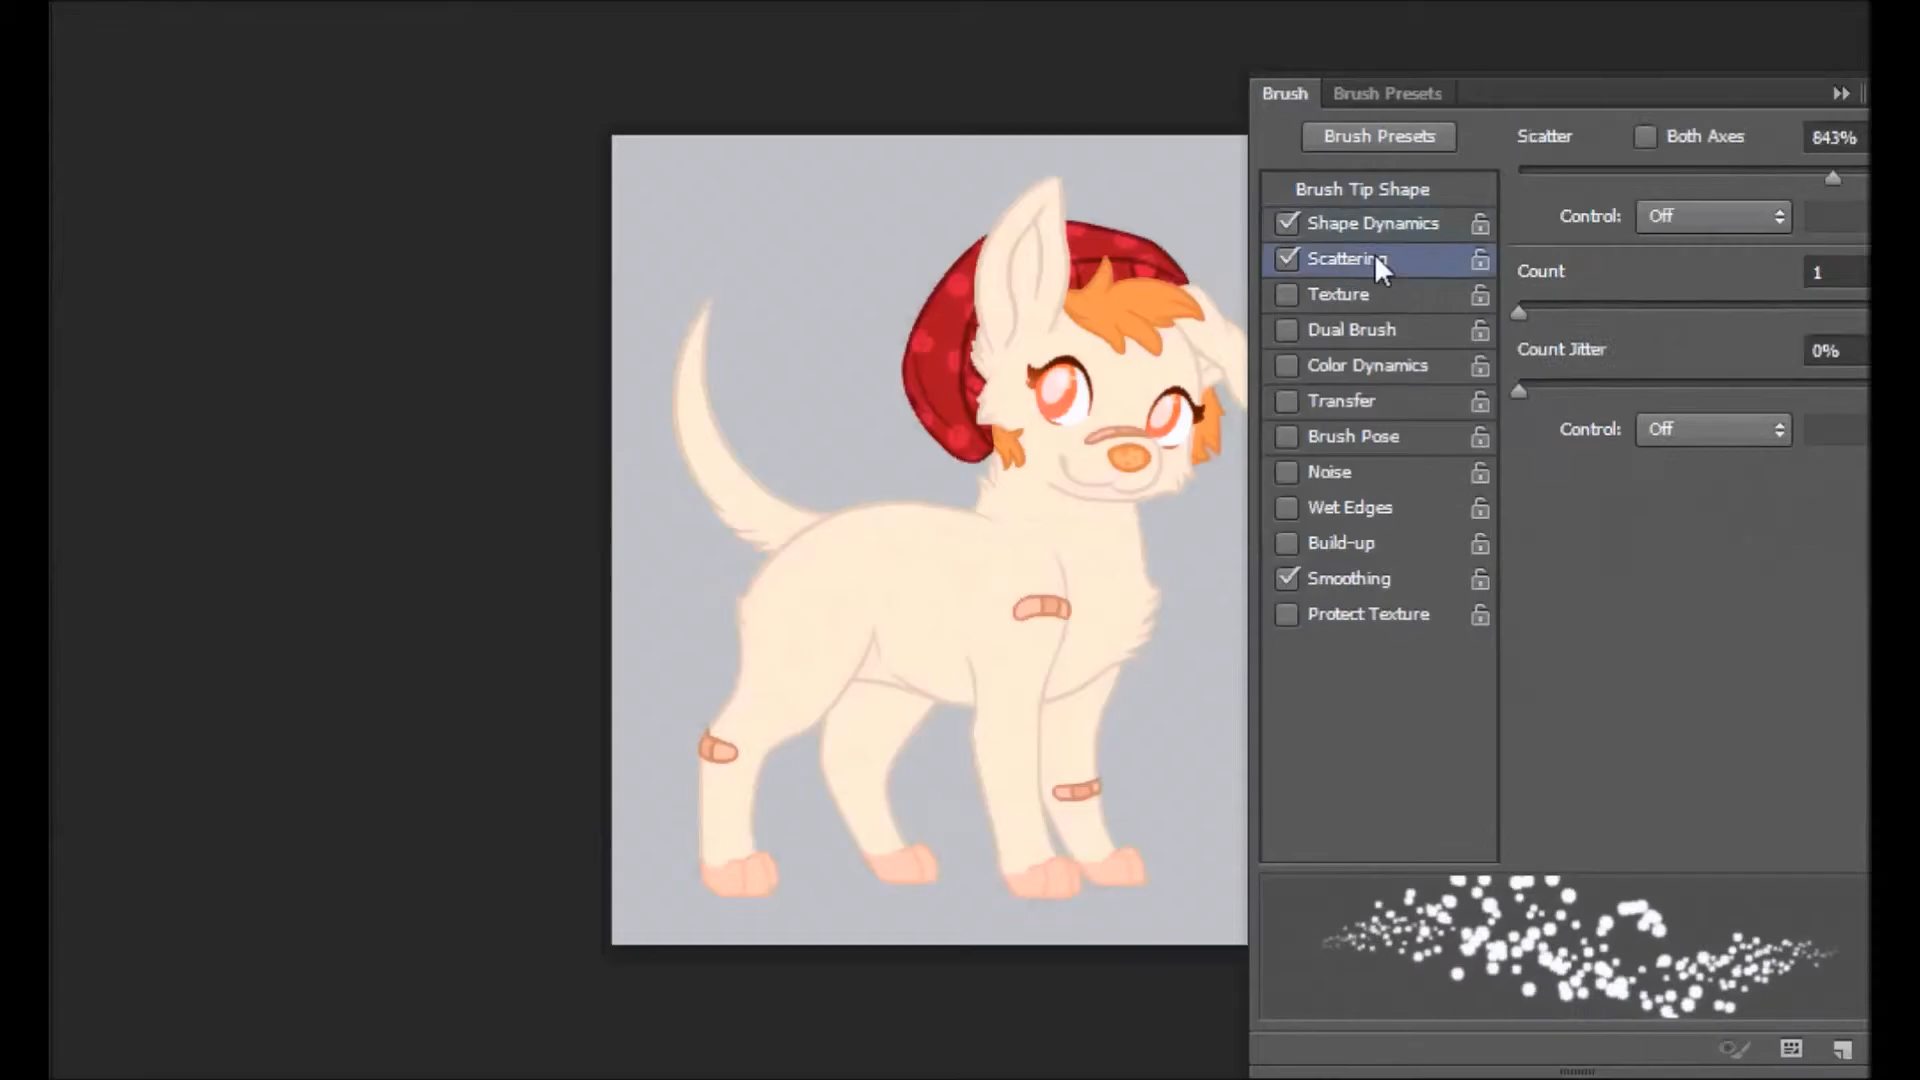 Brush Brush Presets
Brush Presets
Scatter Both Axes 843%
Brush Tip Shape
Shape Dynamics
Control: Off
Scattering
Count 1
Texture
Dual Brush
Count Jitter 0%
Color Dynamics
Transfer
Control: Off
Brush Pose
Noise
Wet Edges
Build-up
Smoothing
Protect Texture